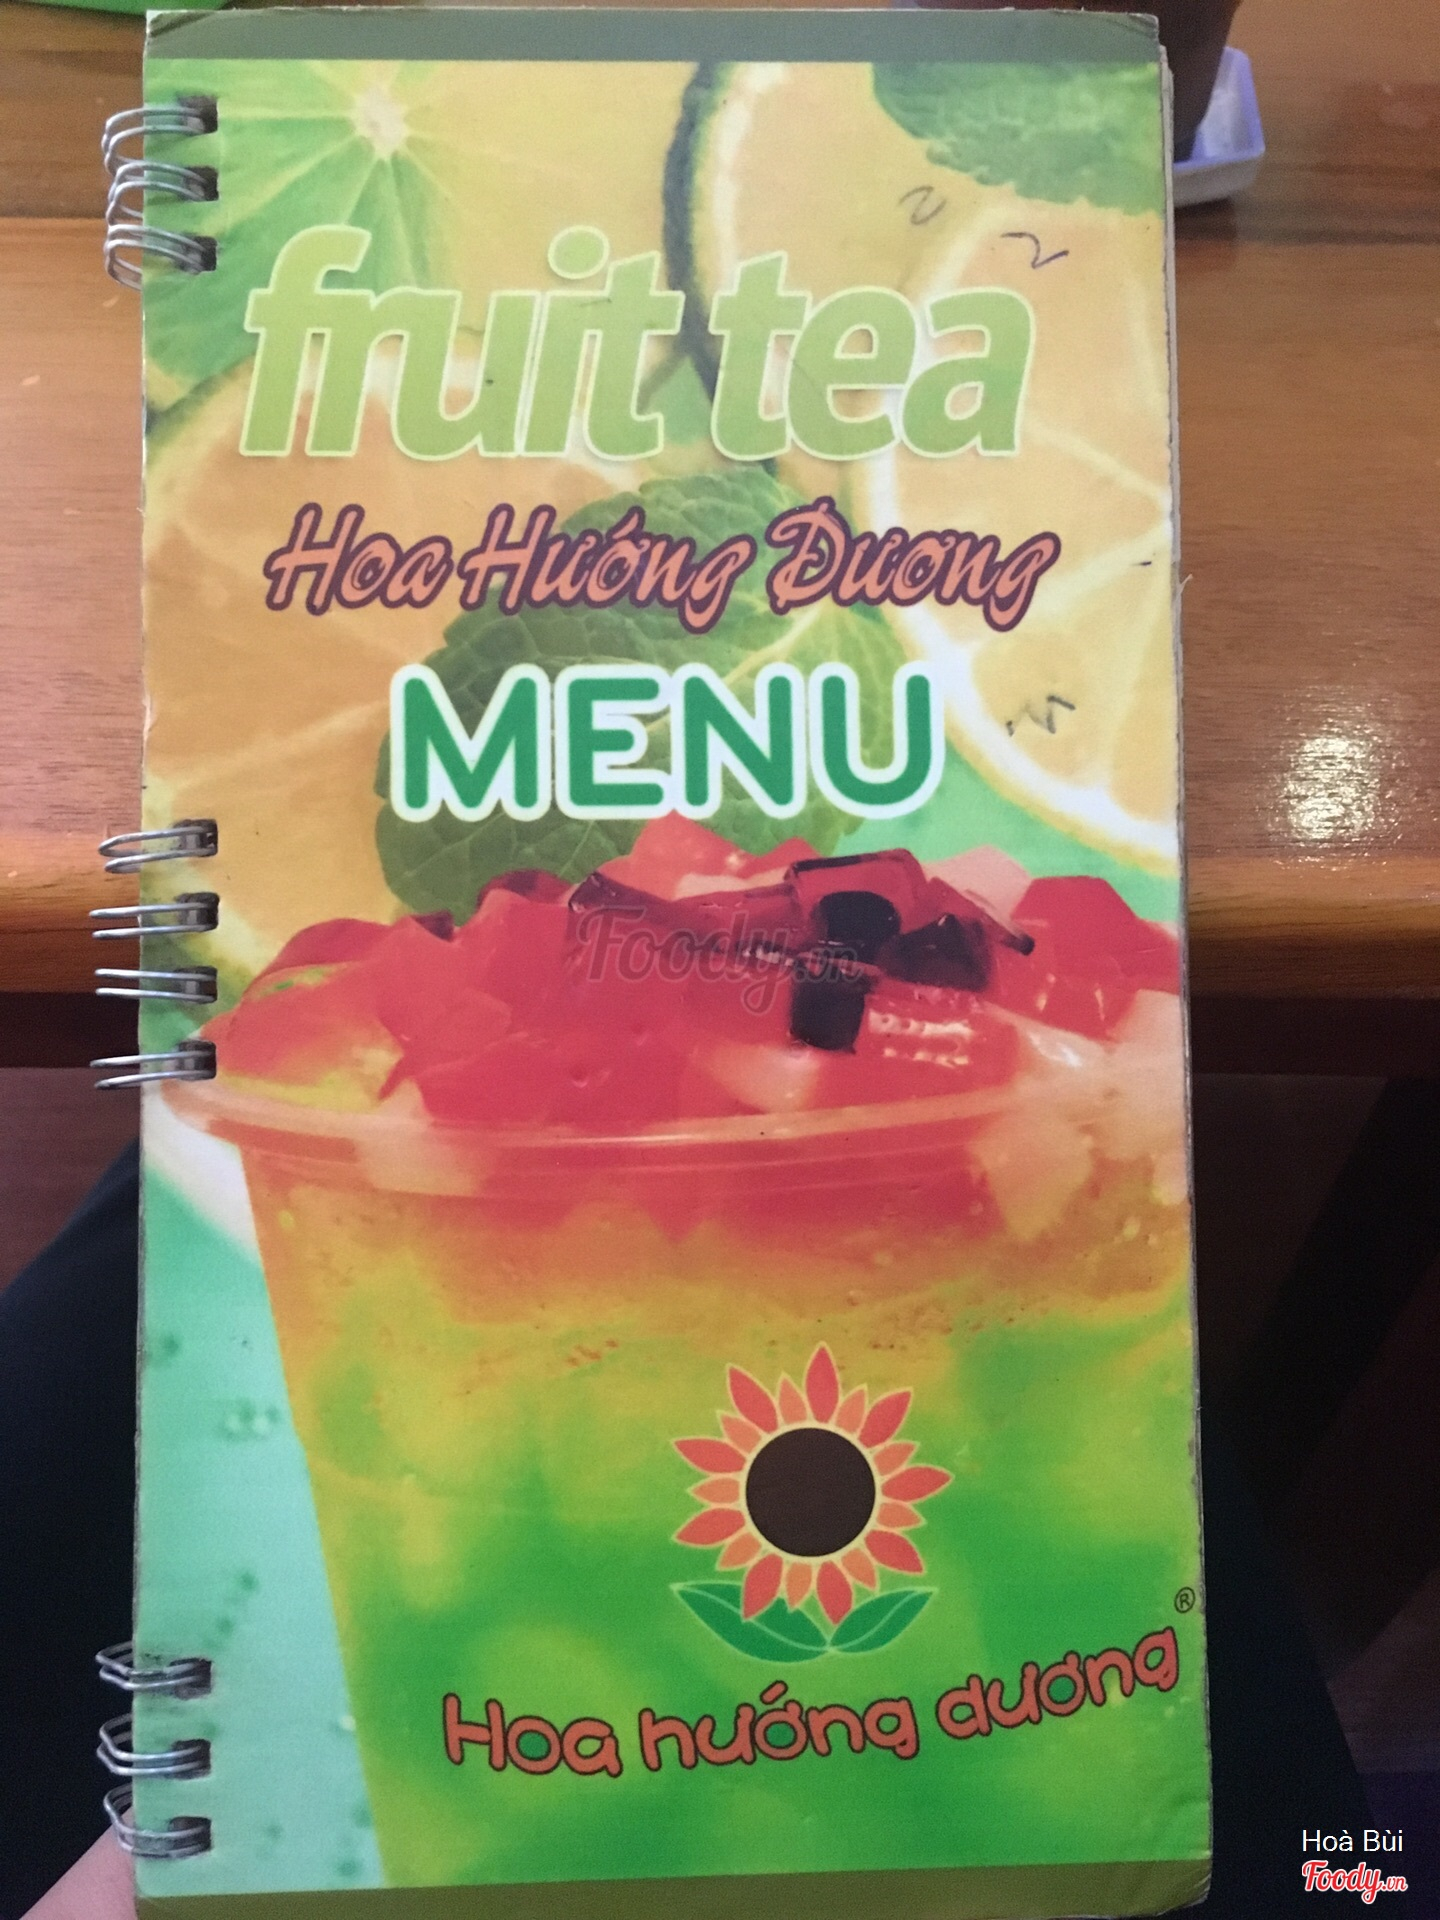 fruit tea
Hoa Hướng Dương
MENU
Foody.vn
Hoa hướng dương ®
Hoà Bùi
Foody.vn